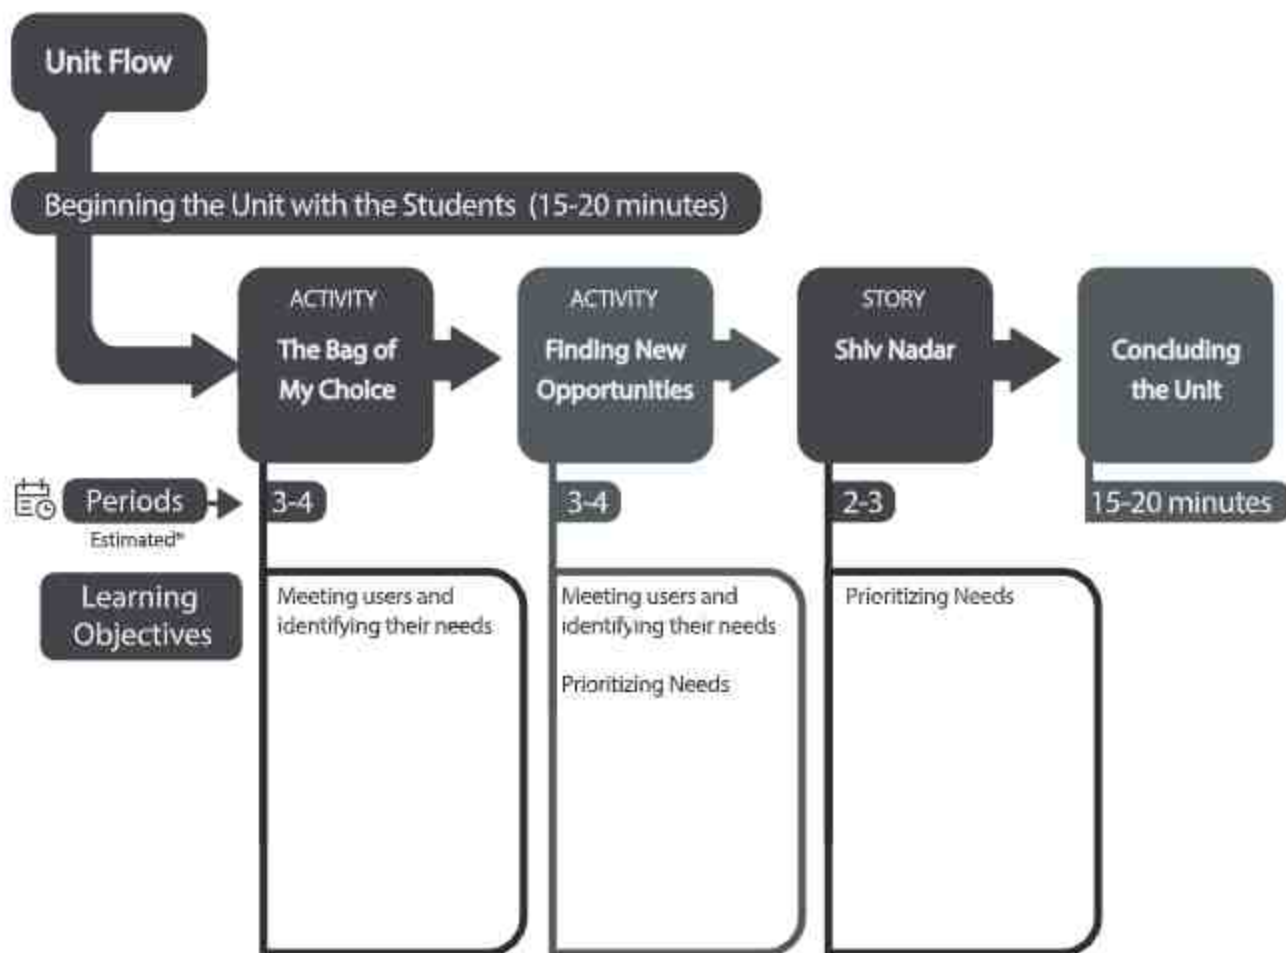 Unit Flow
Beginning the Unit with the Students (15-20 minutes)
ACTIVITY
The Bag of
My Choice
ACTIVITY
Finding New
Opportunities
STORY
Shiv Nadar
Concluding
the Unit
Periods
Estimated*
3-4
3-4
2-3
15-20 minutes
Learning
Objectives
Meeting users and
identifying their needs
Meeting users and
identifying their needs
Prioritizing Needs
Prioritizing Needs